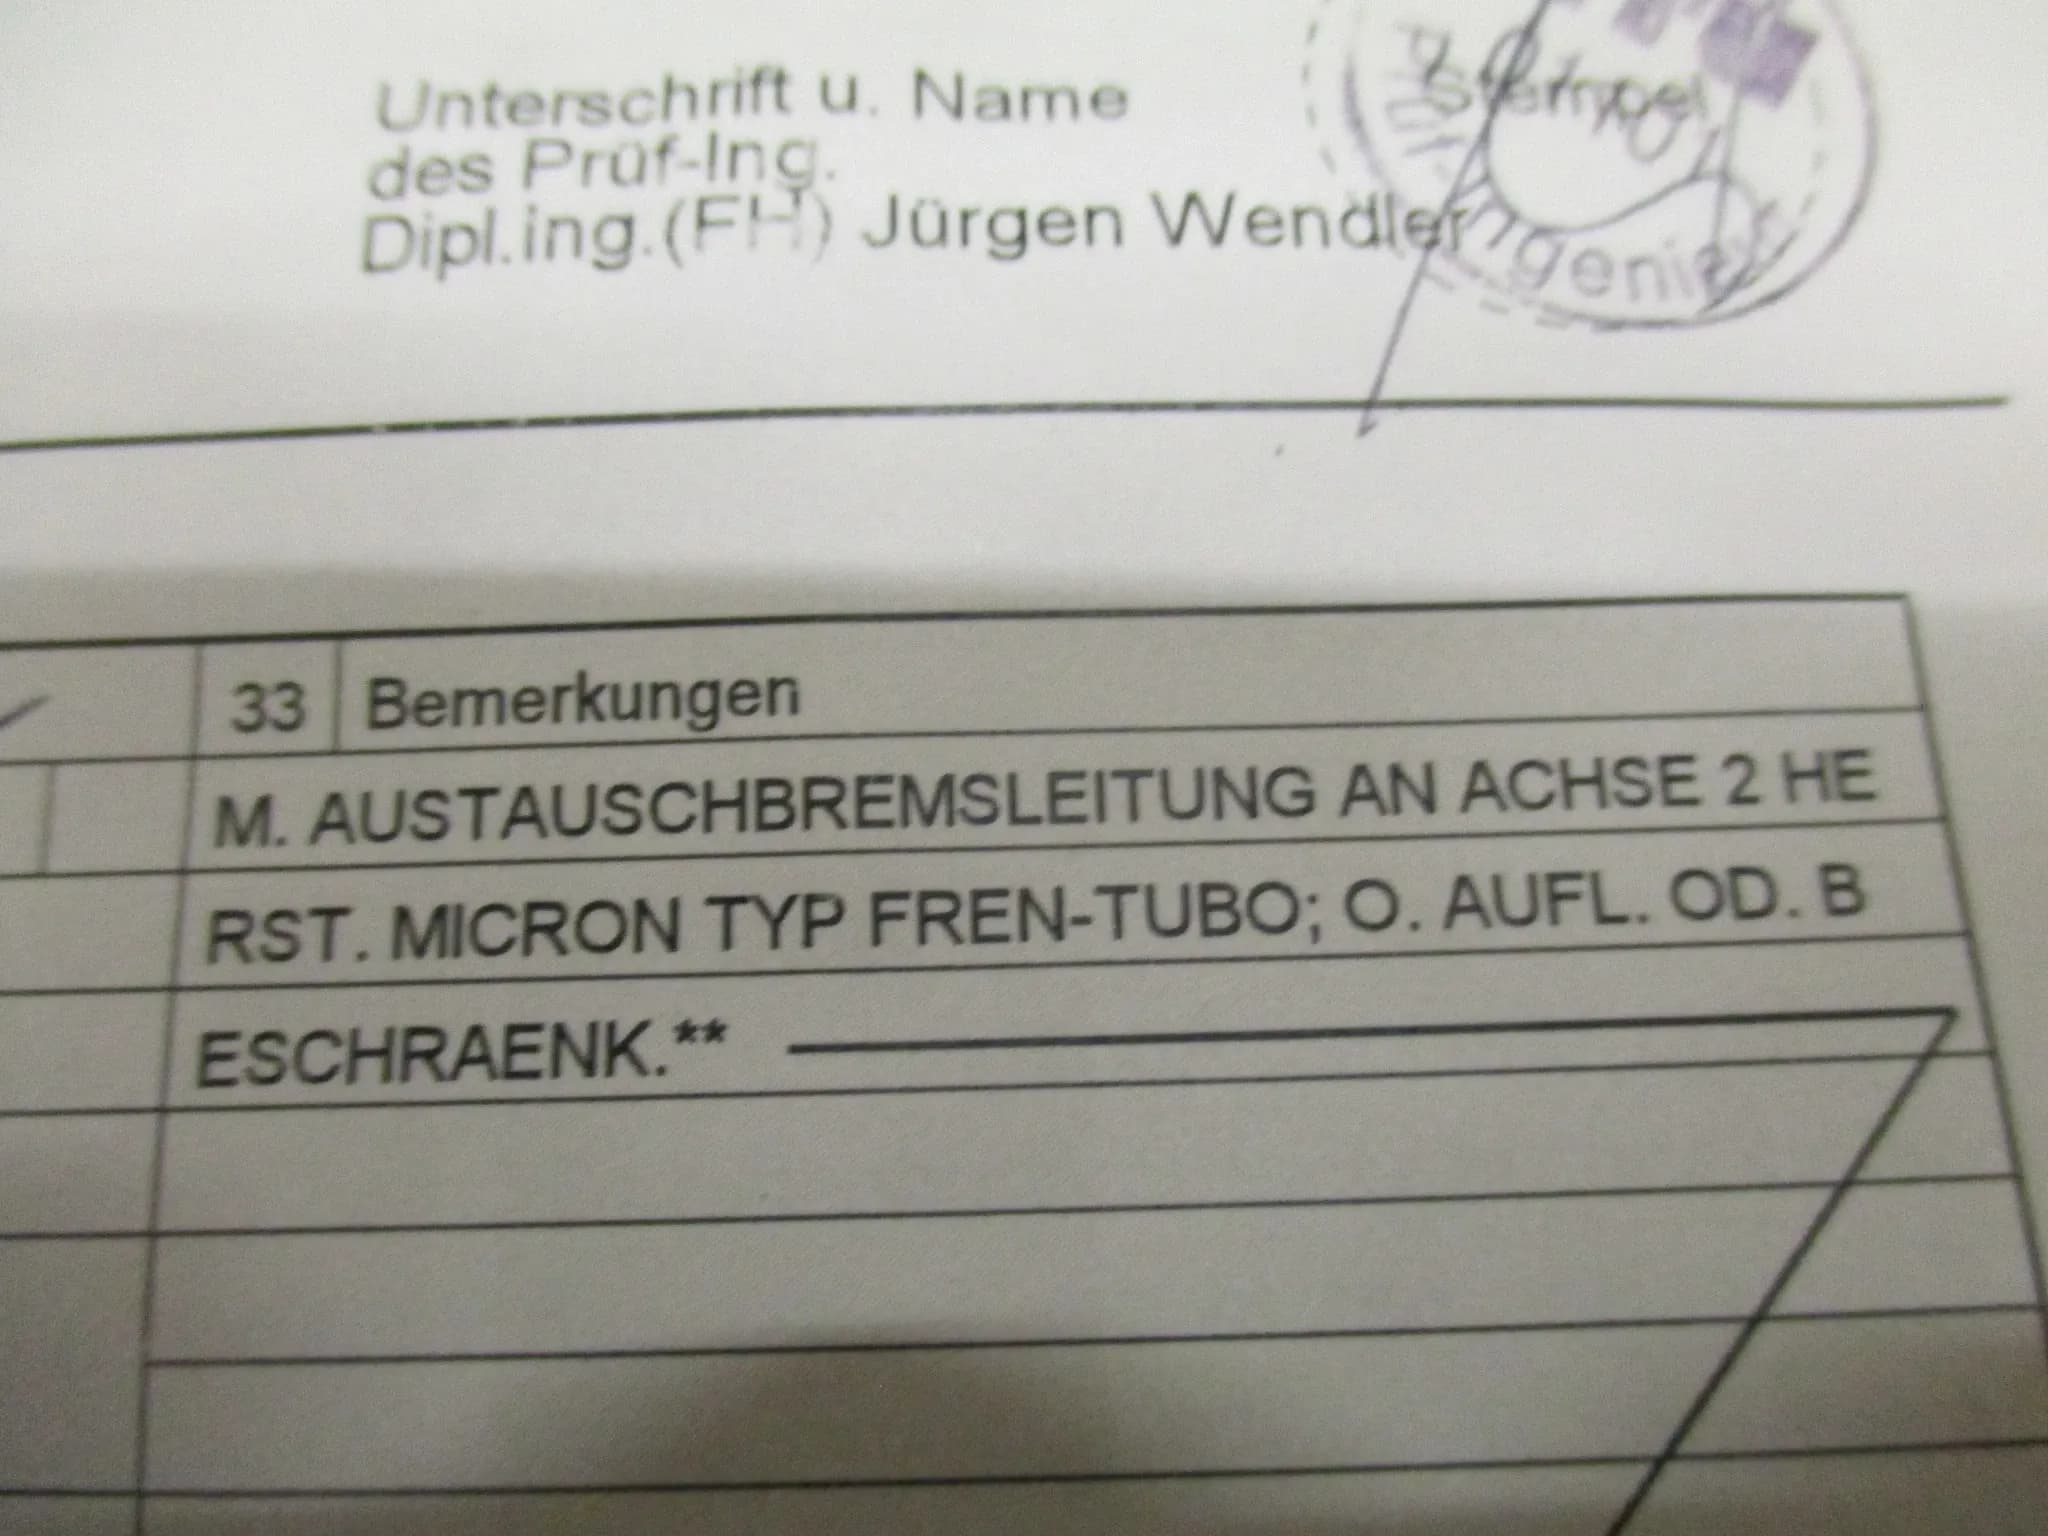 Unterschrift u. Name
Stempel
des Prüf-Ing.
Dipl.ing.(FH) Jürgen Wendler
33 Bemerkungen
M. AUSTAUSCHBREMSLEITUNG AN ACHSE 2 HE
RST. MICRON TYP FREN-TUBO; O. AUFL. OD. B
ESCHRAENK.**